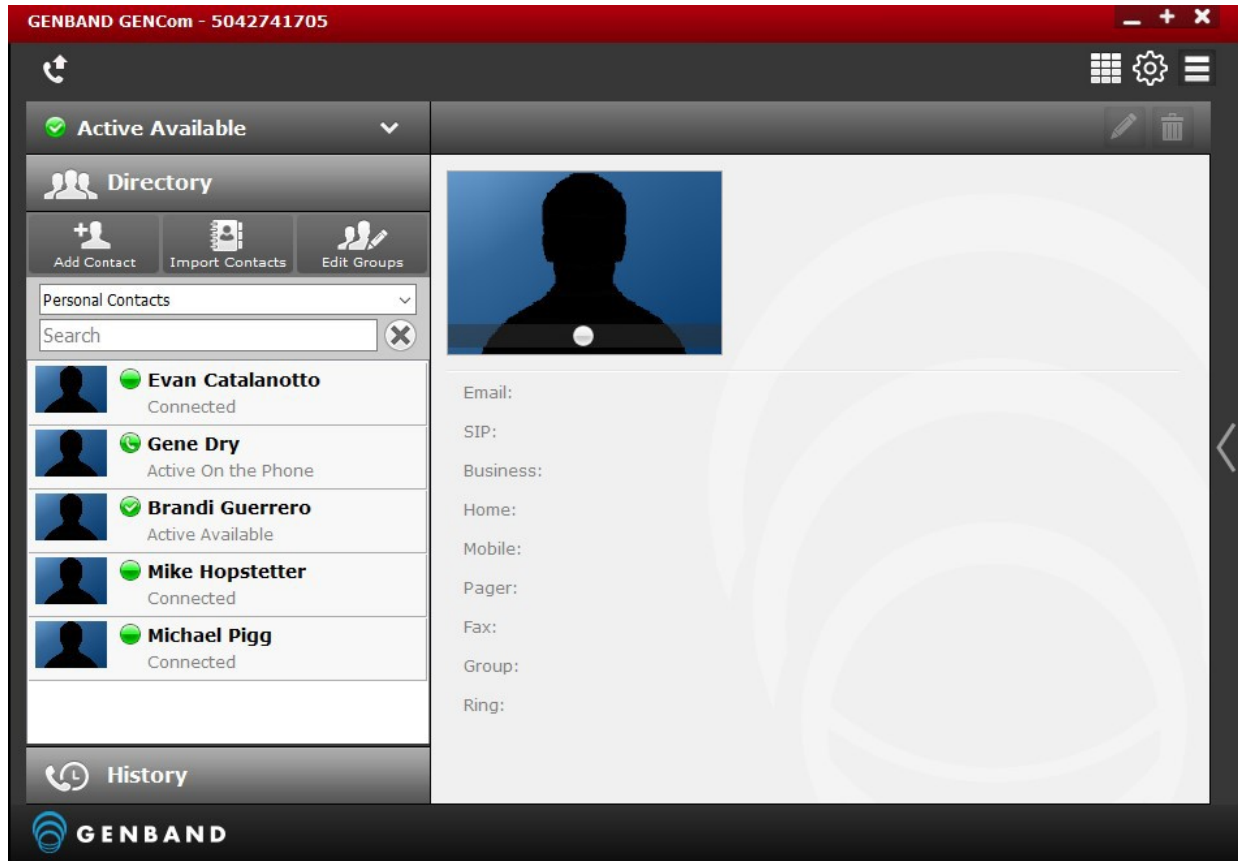 GENBAND GENCom - 5042741705
Active Available
Directory
Add Contact Import Contacts Edit Groups
Personal Contacts
Search
Evan Catalanotto
Connected
Gene Dry
Active On the Phone
Brandi Guerrero
Active Available
Mike Hopstetter
Connected
Michael Pigg
Connected
History
Email:
SIP:
Business:
Home:
Mobile:
Pager:
Fax:
Group:
Ring:
GENBAND